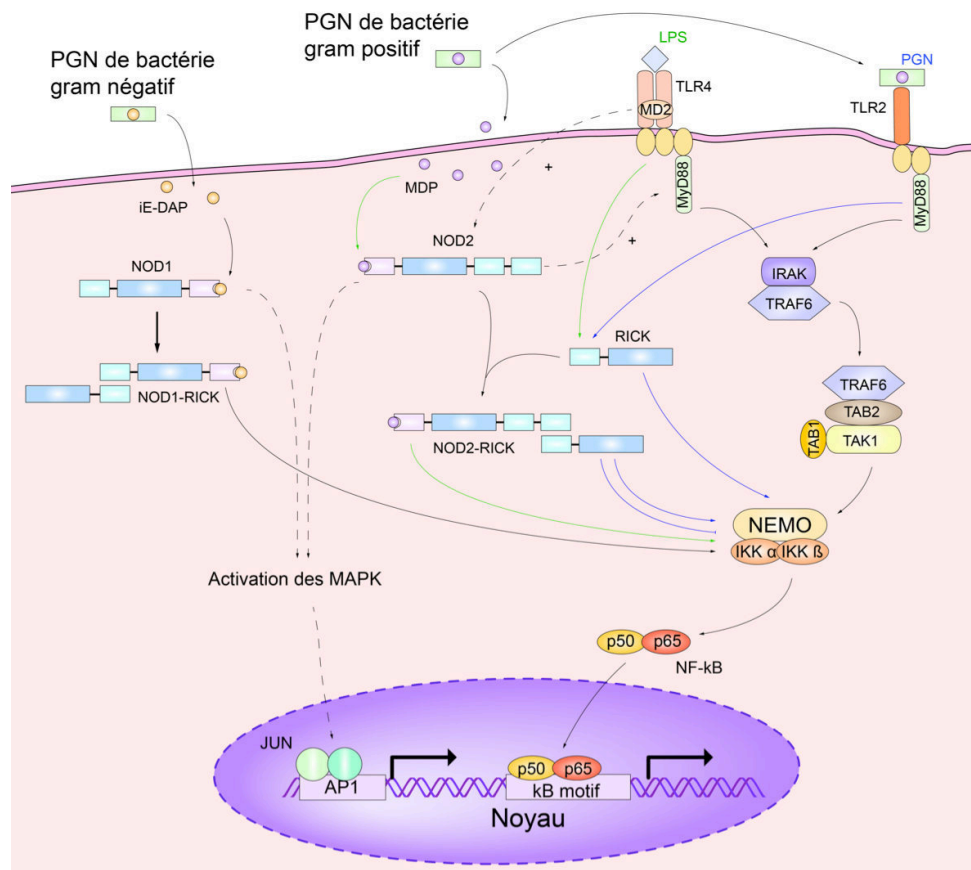 PGN de bactérie
gram négatif
PGN de bactérie
gram positif
LPS
TLR4
MD2
PGN
TLR2
MyD88
MyD88
iE-DAP
MDP
NOD1
NOD2
IRAK
TRAF6
RICK
NOD1-RICK
NOD2-RICK
TRAF6
TAB2
TAB1
TAK1
+
+
NEMO
IKK α
IKK ß
Activation des MAPK
p50
p65
NF-kB
JUN
AP1
p50
p65
kB motif
Noyau